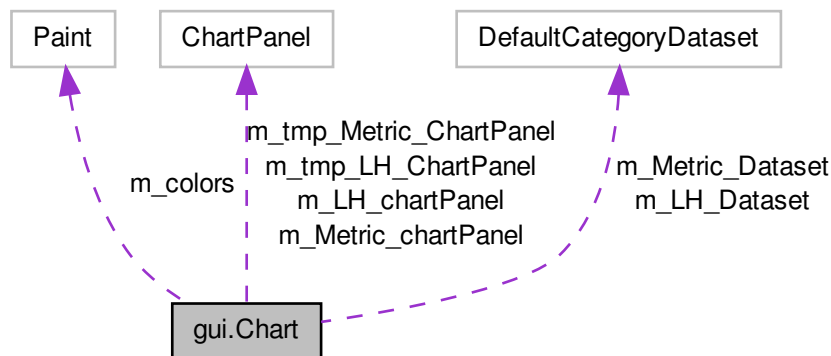 Paint
ChartPanel
DefaultCategoryDataset
m_colors
m_tmp_Metric_ChartPanel
m_tmp_LH_ChartPanel
m_LH_chartPanel
m_Metric_chartPanel
m_Metric_Dataset
m_LH_Dataset
gui.Chart